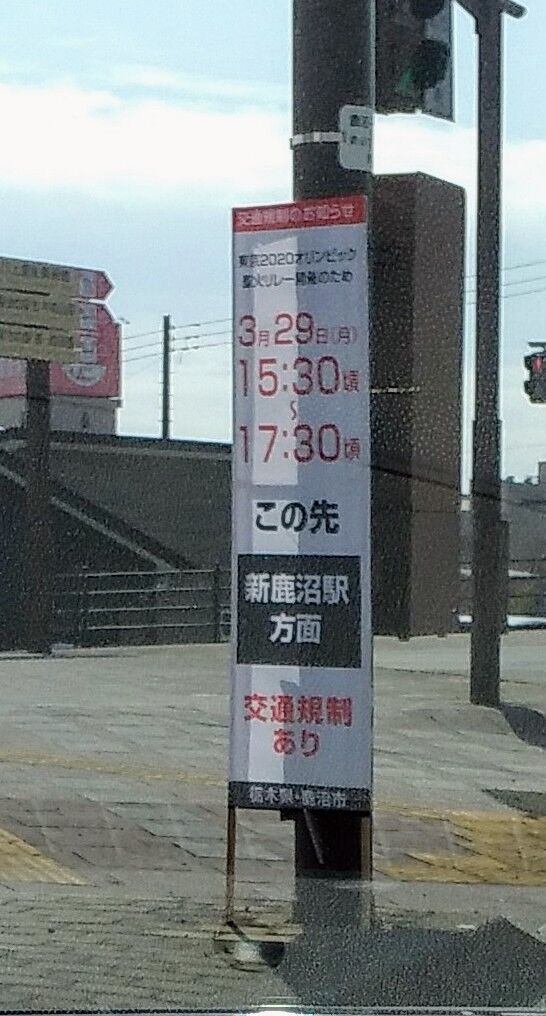 交通規制のお知らせ
東京2020オリンピック
聖火リレー開催のため
3月29日(月)
15:30頃
〜
17:30頃
この先
新鹿沼駅
方面
交通規制
あり
栃木県・鹿沼市